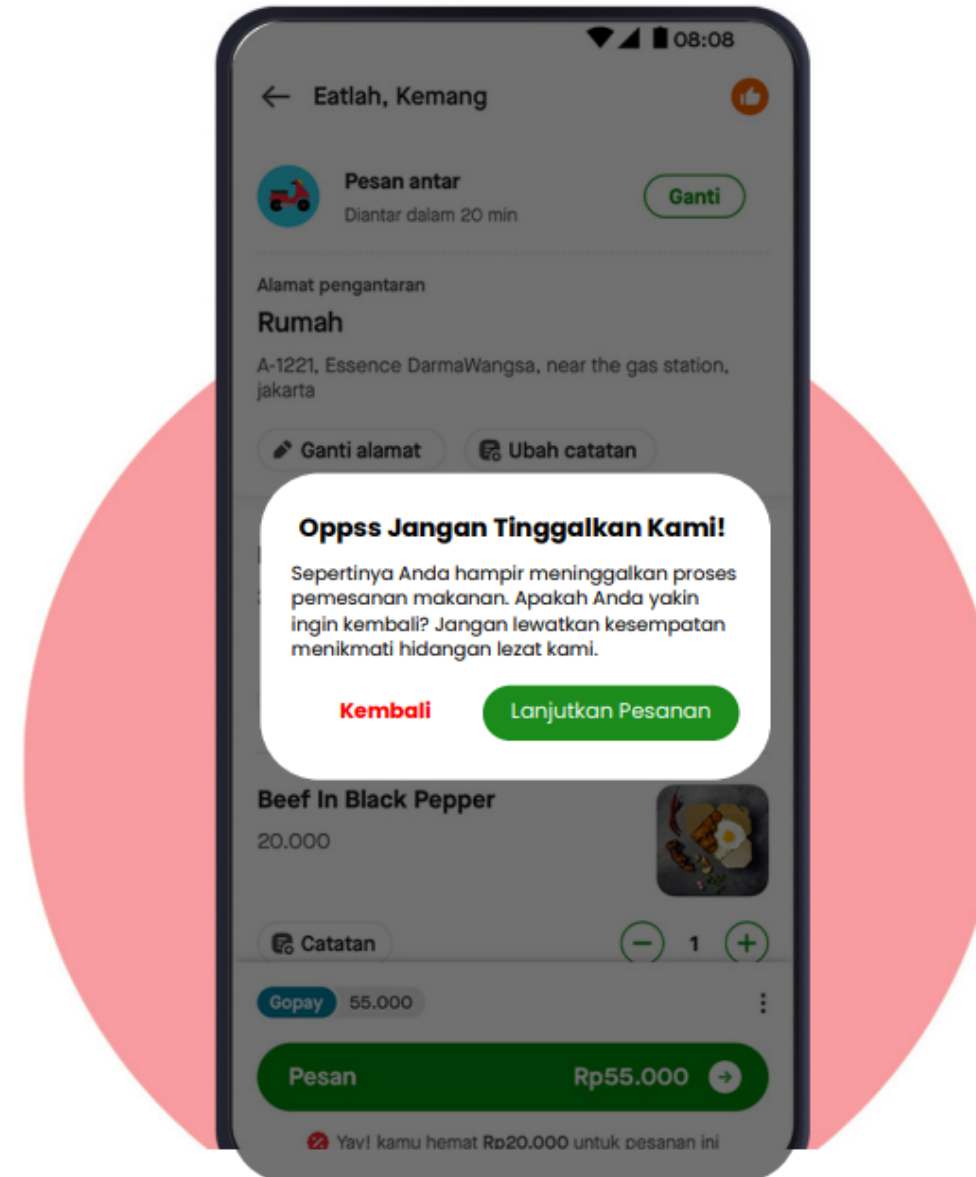 08:08
Eatlah, Kemang
Pesan antar
Ganti
Diantar dalam 20 min
Alamat pengantaran
Rumah
A-1221, Essence DarmaWangsa, near the gas station,
jakarta
Ganti alamat
Ubah catatan
Oppss Jangan Tinggalkan Kami!
Sepertinya Anda hampir meninggalkan proses
pemesanan makanan. Apakah Anda yakin
ingin kembali? Jangan lewatkan kesempatan
menikmati hidangan lezat kami.
Kembali
Lanjutkan Pesanan
Beef In Black Pepper
20.000
Catatan
1
Gopay 55.000
Pesan
Rp55.000
Yay! kamu hemat Rp20.000 untuk pesanan ini